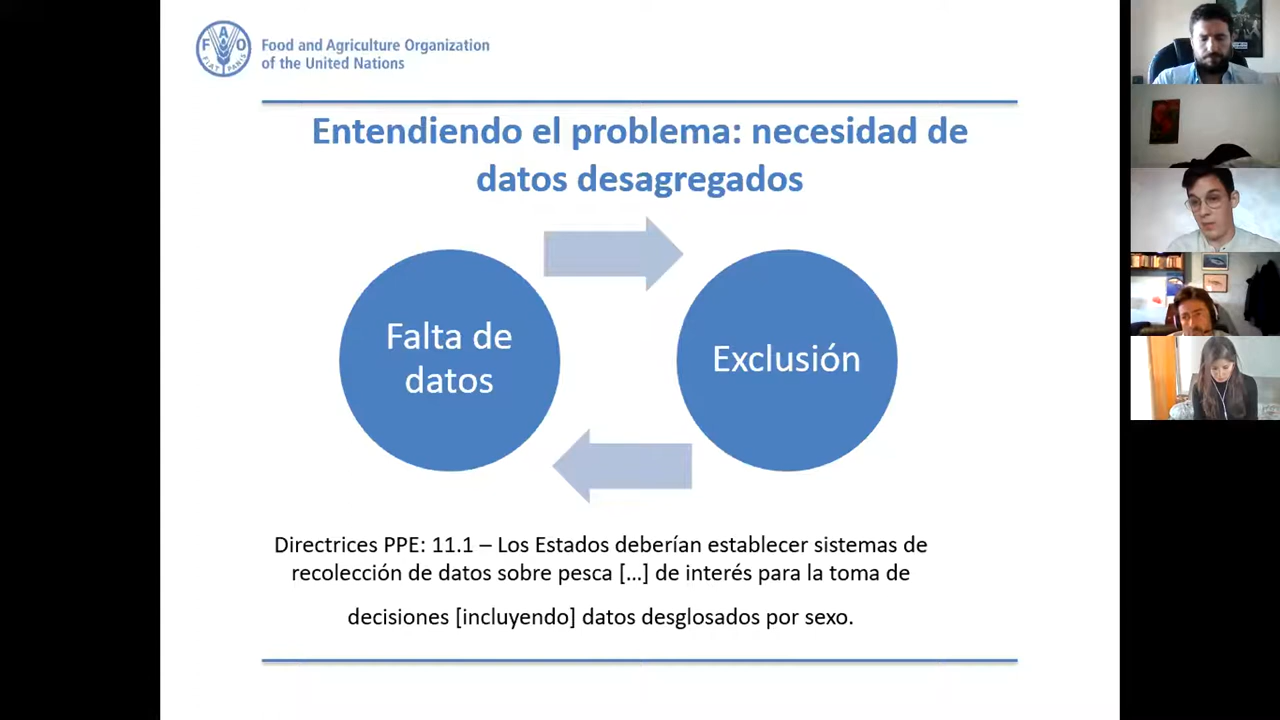 F A O
FIAT PANIS
Food and Agriculture Organization
of the United Nations
Entendiendo el problema: necesidad de
datos desagregados
Falta de
datos
Exclusión
Directrices PPE: 11.1 – Los Estados deberían establecer sistemas de
recolección de datos sobre pesca [...] de interés para la toma de
decisiones [incluyendo] datos desglosados por sexo.